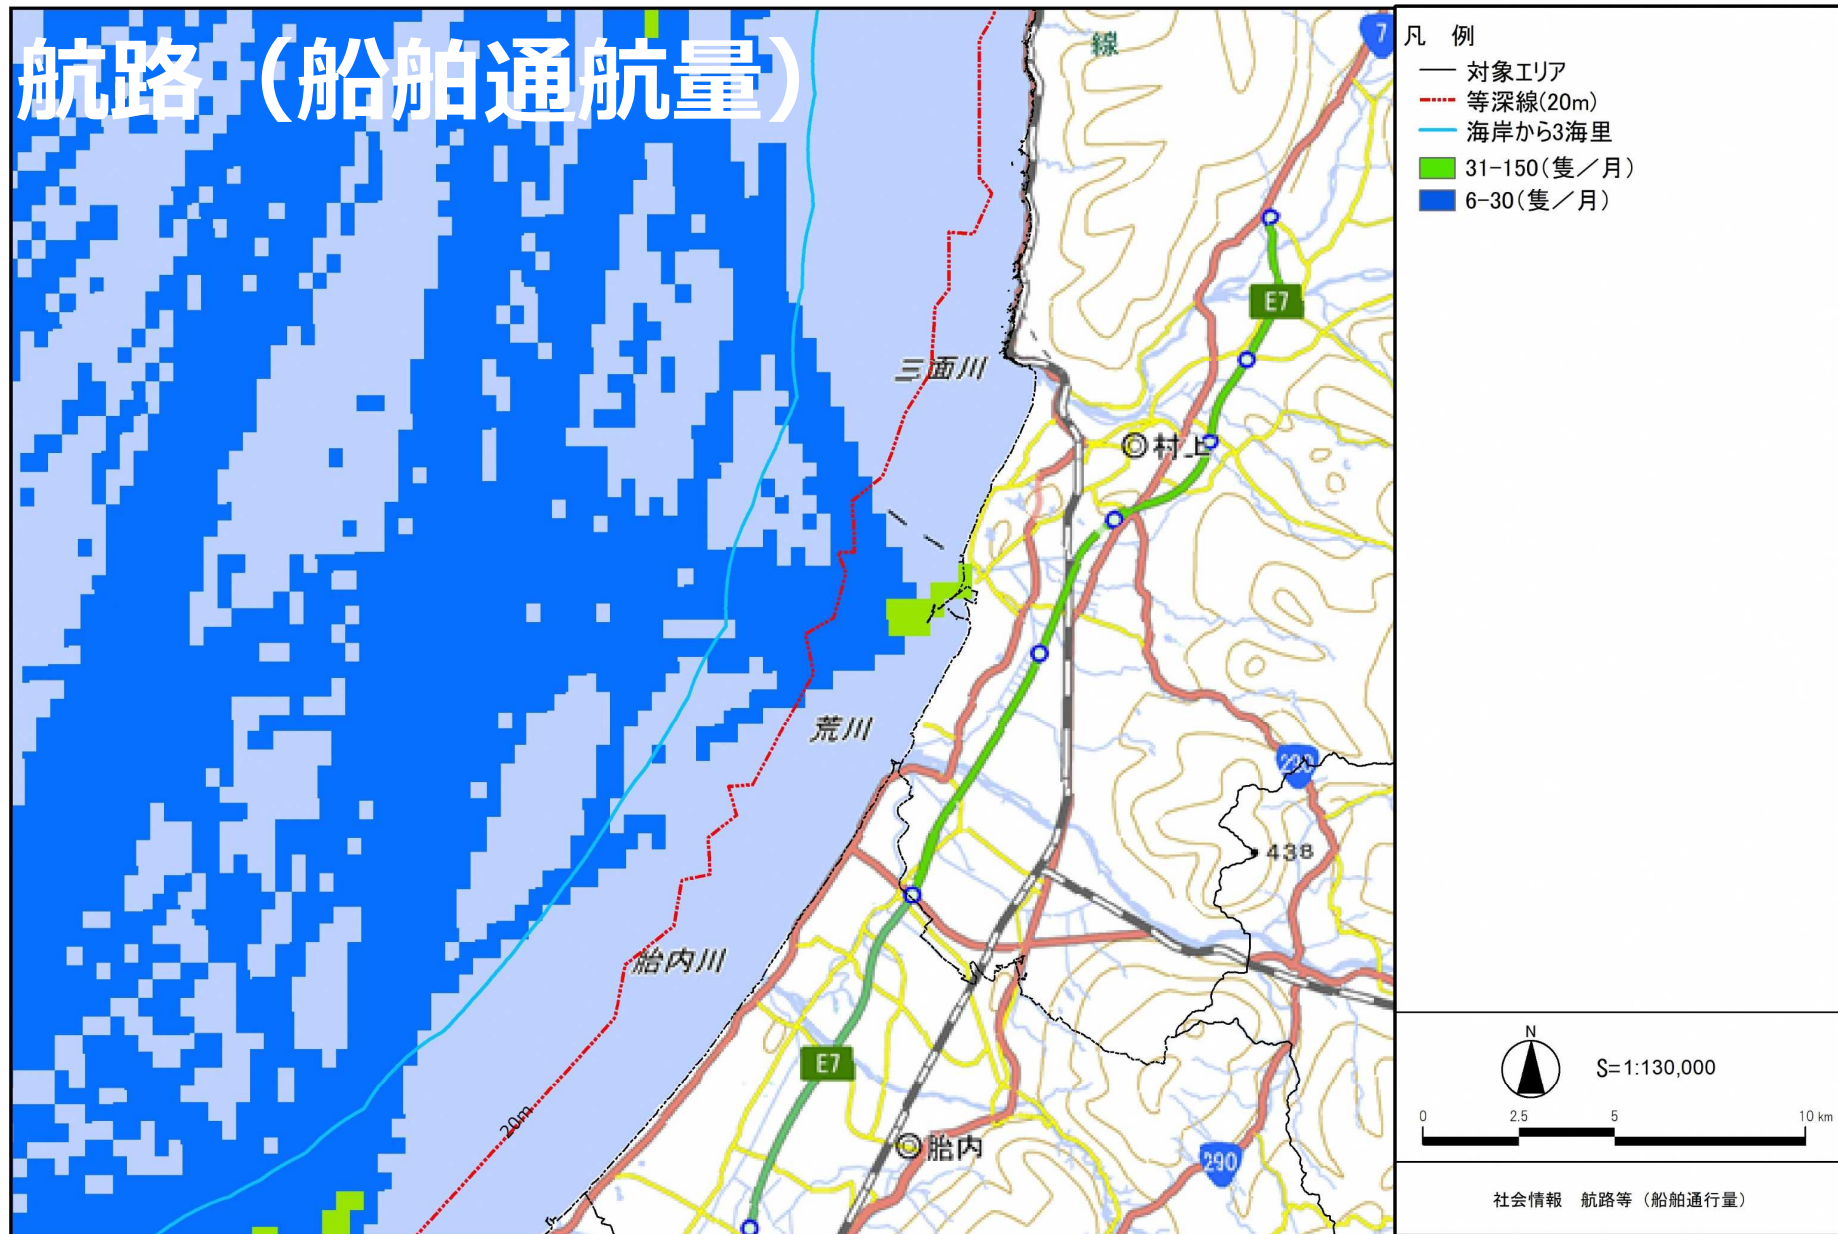 航路（船舶通航量）
線
7
E7
三面川
村上
荒川
290
438
胎内川
E7
20m
胎内
290
凡 例
対象エリア
等深線(20m)
海岸から3海里
31-150(隻／月)
6-30(隻／月)
N
S=1:130,000
0 2.5 5 10 km
社会情報 航路等（船舶通行量）